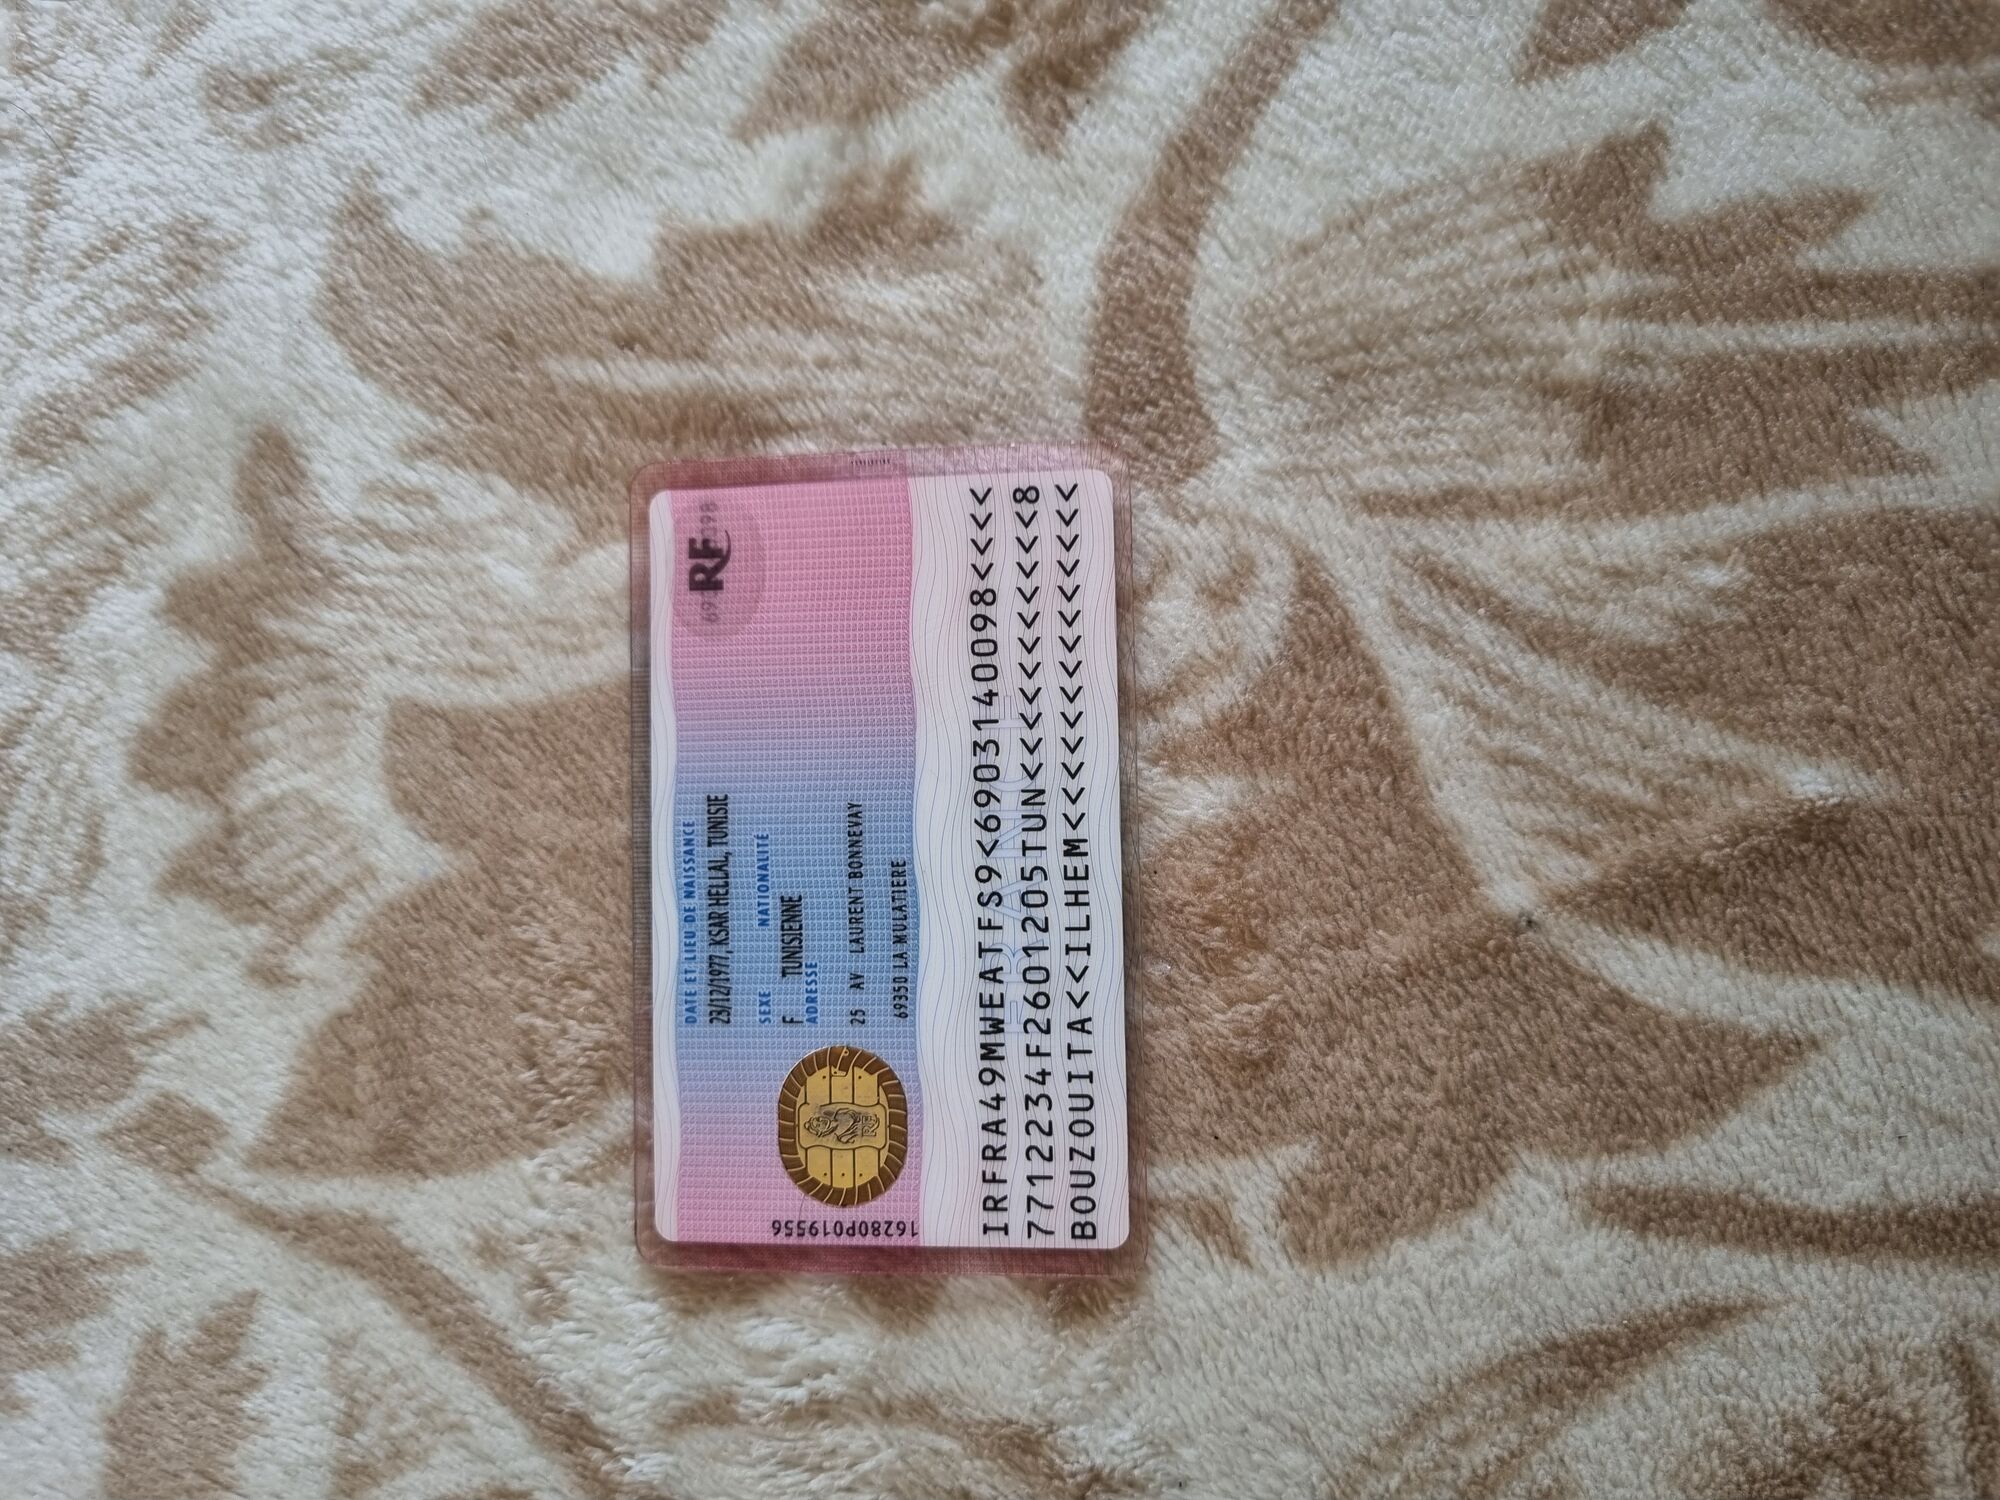 DATE ET LIEU DE NAISSANCE
23/12/1977, KSAR HELLAL, TUNISIE
SEXE NATIONALITÉ
F TUNISIENNE
ADRESSE
25 AV LAURENT BONNEVAY
69350 LA MULATIERE
RF
16280P019556
FRANCE
IRFRA49MWEATFS9<6903140098<<<<
7712234F2601205TUN<<<<<<<<<<<8
BOUZOUITA<<ILHEM<<<<<<<<<<<<<<